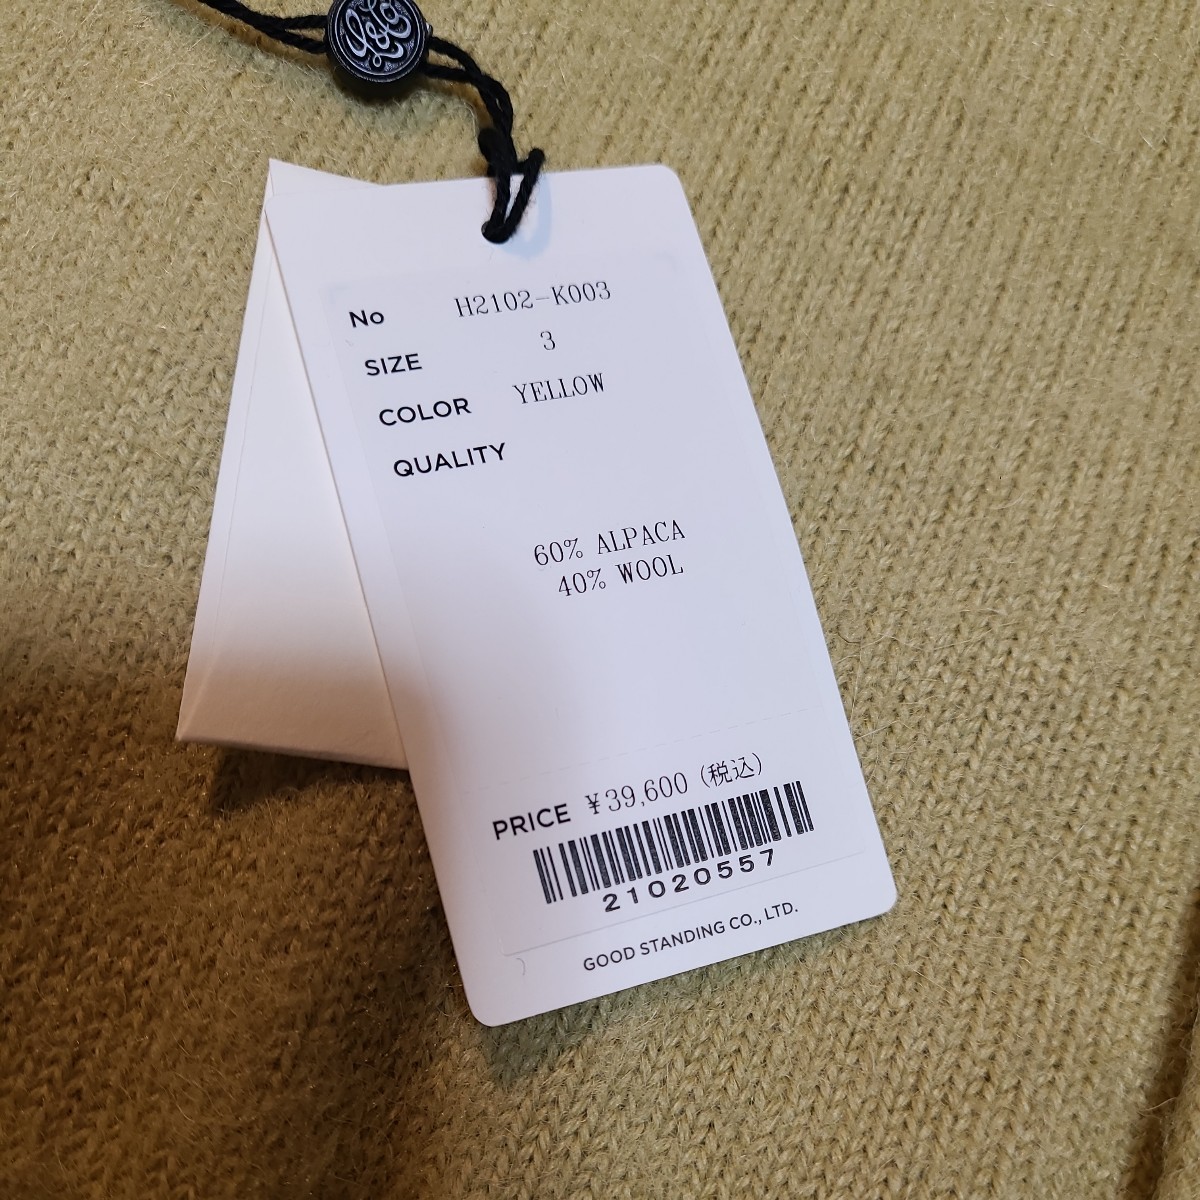 No H2102-K003
SIZE 3
COLOR YELLOW
QUALITY
60% ALPACA
40% WOOL
PRICE ¥39,600 (税込)
21020557
GOOD STANDING CO., LTD.